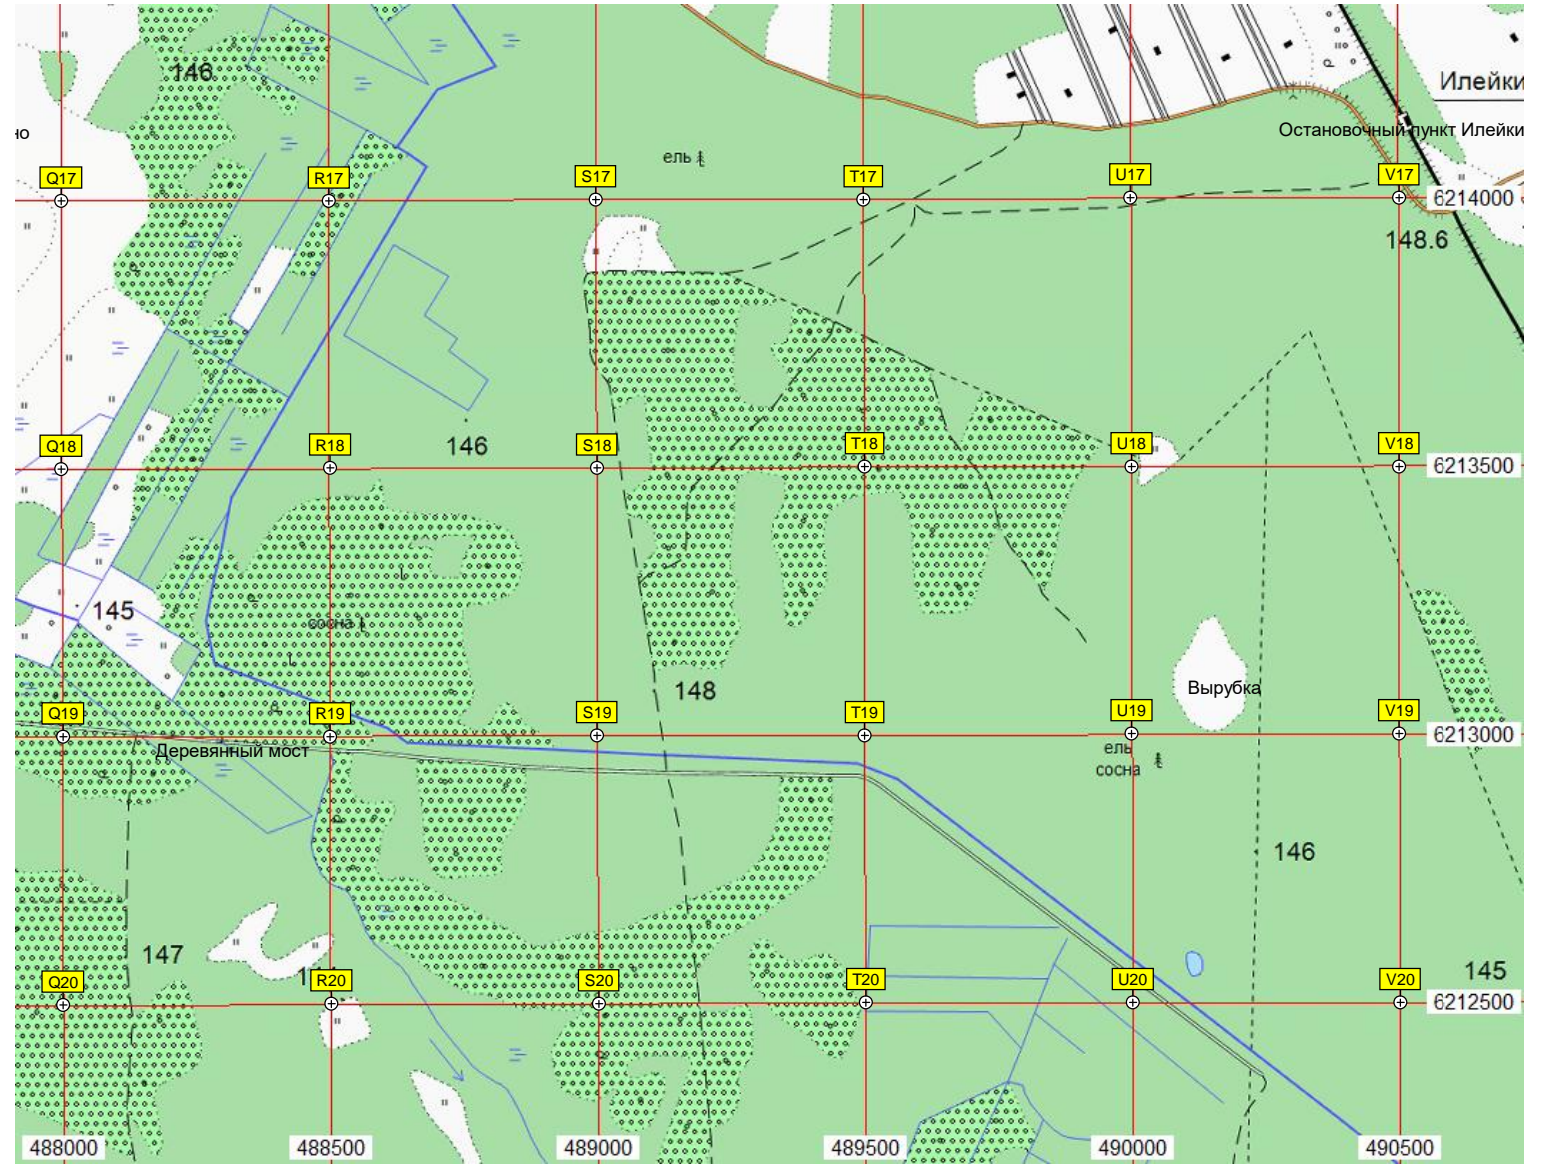 146
Илейки
но
Остановочный пункт Илейки
ель
Q17
R17
S17
T17
U17
V17
6214000
148.6
Q18
R18
146
S18
T18
U18
V18
6213500
145
сосна
148
Вырубка
Q19
R19
S19
T19
U19
V19
6213000
Деревянный мост
ель
сосна
146
147
145
Q20
R20
S20
T20
U20
V20
6212500
488000
488500
489000
489500
490000
490500